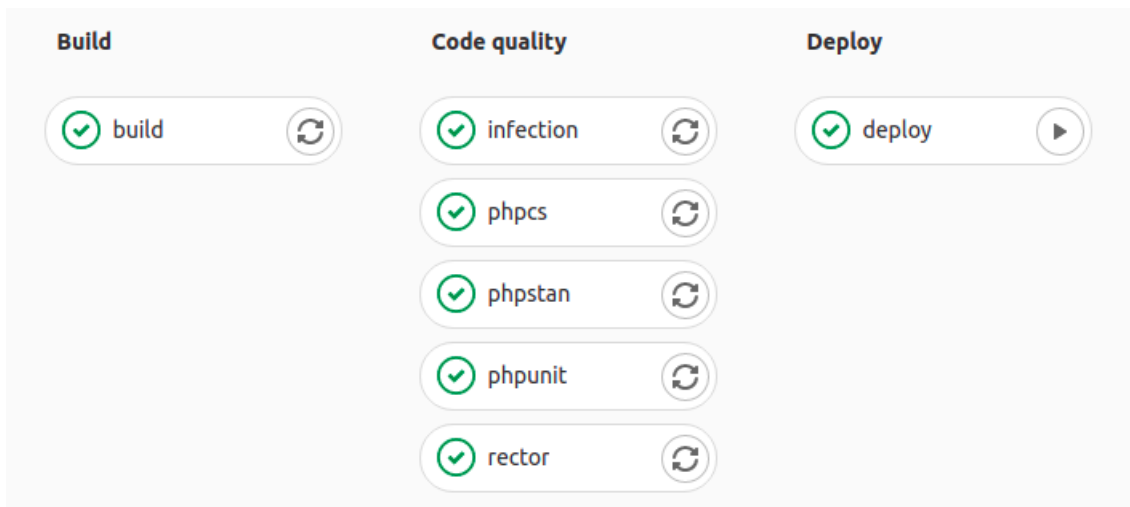 Build
build
Code quality
infection
phpcs
phpstan
phpunit
rector
Deploy
deploy